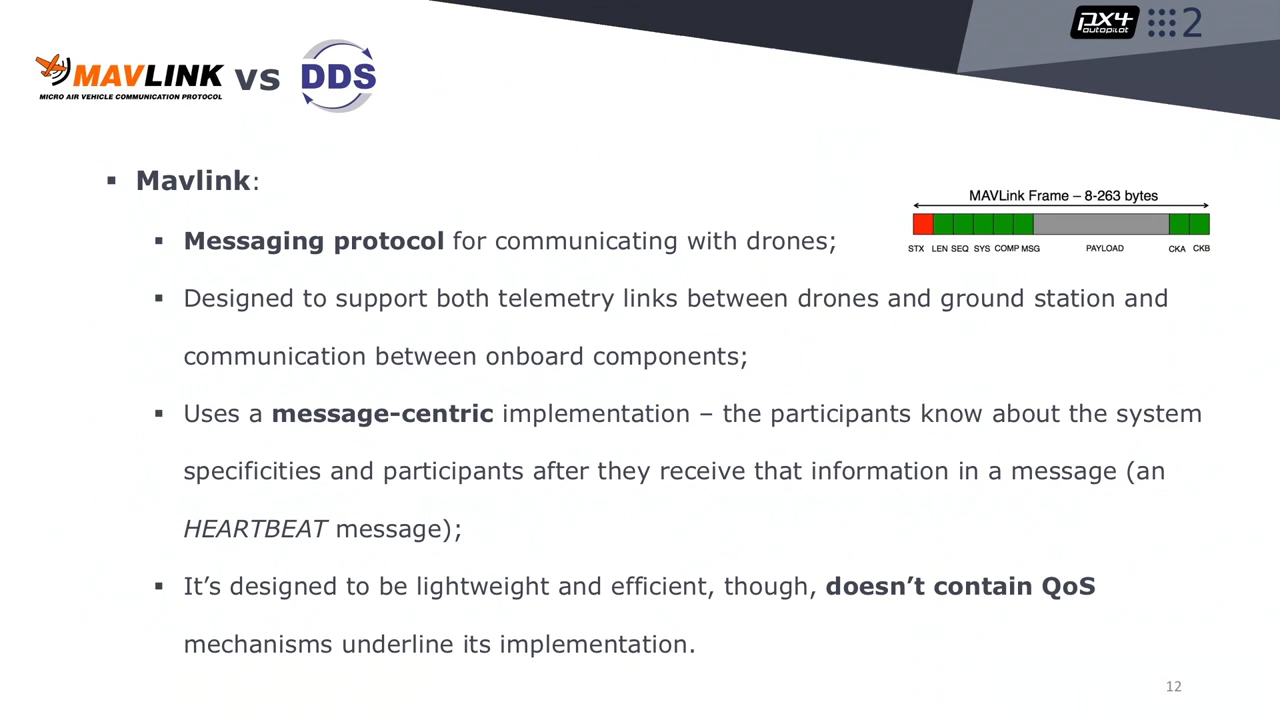 PX4
autopilot
2
MAVLINK vs DDS
MICRO AIR VEHICLE COMMUNICATION PROTOCOL
▪ Mavlink:
MAVLink Frame – 8-263 bytes
STX LEN SEQ SYS COMP MSG PAYLOAD CKA CKB
▪ Messaging protocol for communicating with drones;
▪ Designed to support both telemetry links between drones and ground station and
communication between onboard components;
▪ Uses a message-centric implementation – the participants know about the system
specificities and participants after they receive that information in a message (an
HEARTBEAT message);
▪ It’s designed to be lightweight and efficient, though, doesn’t contain QoS
mechanisms underline its implementation.
12